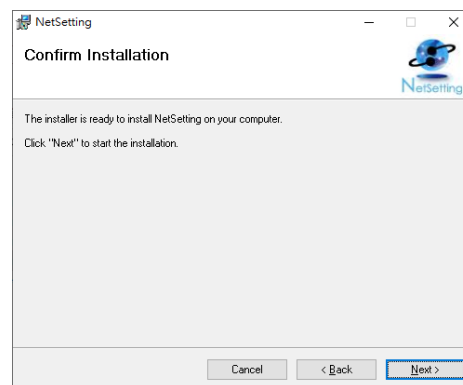 NetSetting
Confirm Installation
NetSetting
The installer is ready to install NetSetting on your computer.
Click "Next" to start the installation.
Cancel
< Back
Next >